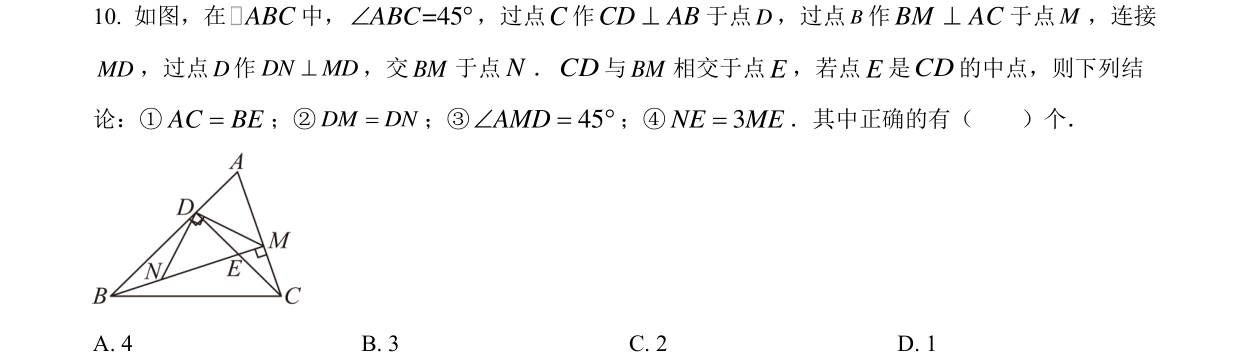 10. 如图，在□ABC中，∠ABC=45°，过点C作CD⊥AB于点D，过点B作BM⊥AC于点M，连接
MD，过点D作DN⊥MD，交BM于点N．CD与BM相交于点E，若点E是CD的中点，则下列结
论：①AC=BE；②DM=DN；③∠AMD=45°；④NE=3ME．其中正确的有（ ）个．
A
D
M
N
E
B
C
A. 4 B. 3 C. 2 D. 1